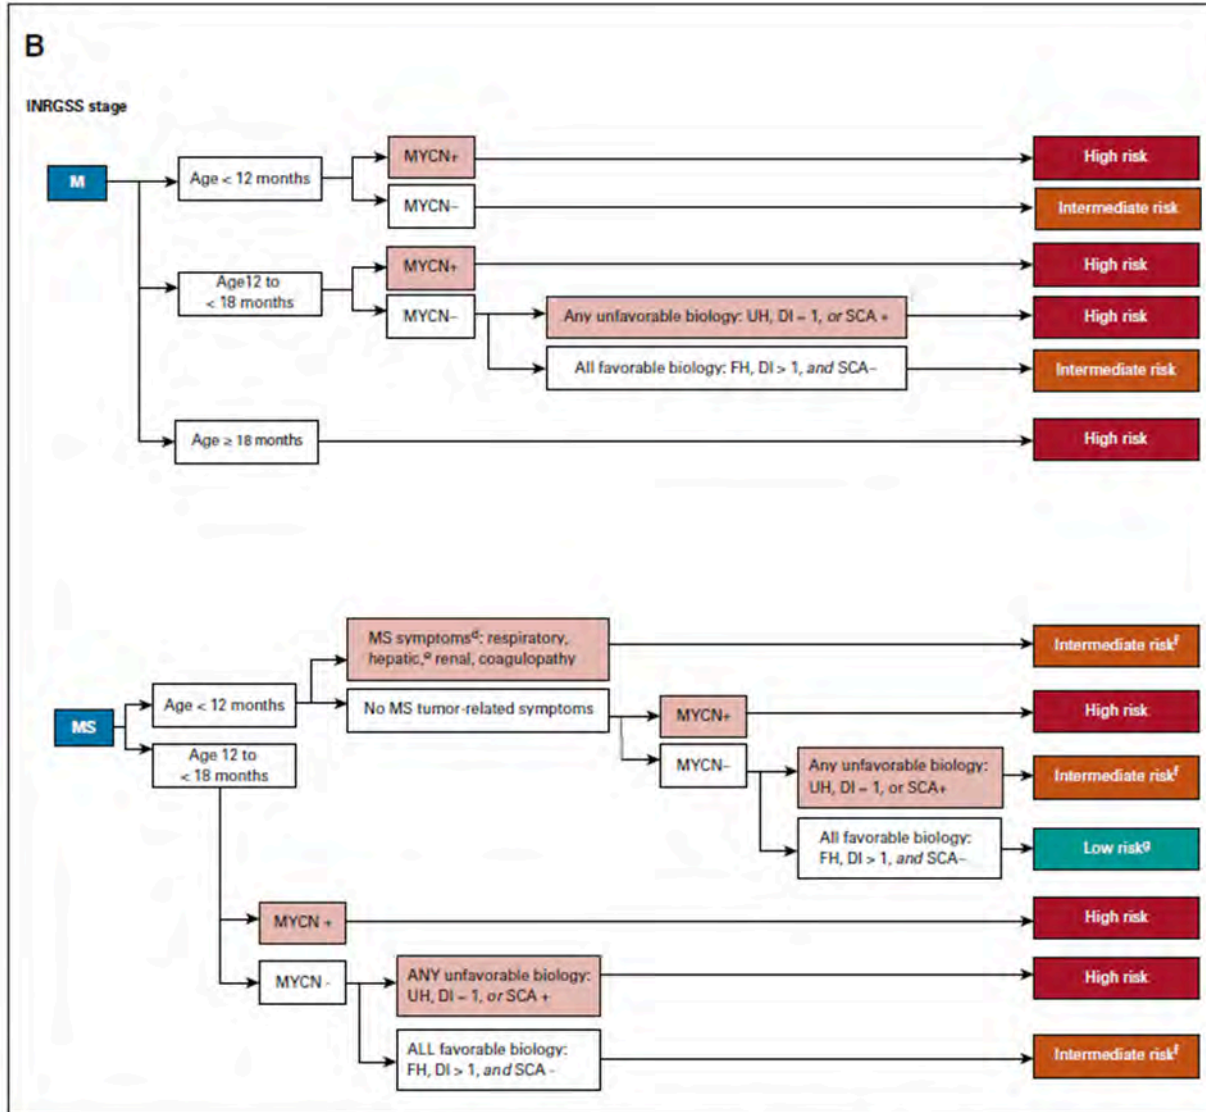 B
INRGSS stage
M
Age < 12 months
MYCN+
High risk
MYCN–
Intermediate risk
Age12 to
< 18 months
MYCN+
High risk
MYCN–
Any unfavorable biology: UH, DI – 1, or SCA +
High risk
All favorable biology: FH, DI > 1, and SCA–
Intermediate risk
Age ≥ 18 months
High risk
MS
Age < 12 months
MS symptomsᵈ: respiratory,
hepatic,ᵉ renal, coagulopathy
Intermediate riskᶠ
No MS tumor-related symptoms
MYCN+
High risk
MYCN–
Any unfavorable biology:
UH, DI – 1, or SCA+
Intermediate riskᶠ
All favorable biology:
FH, DI > 1, and SCA–
Low riskᵍ
Age 12 to
< 18 months
MYCN +
High risk
MYCN -
ANY unfavorable biology:
UH, DI – 1, or SCA +
High risk
ALL favorable biology:
FH, DI > 1, and SCA -
Intermediate riskᶠ